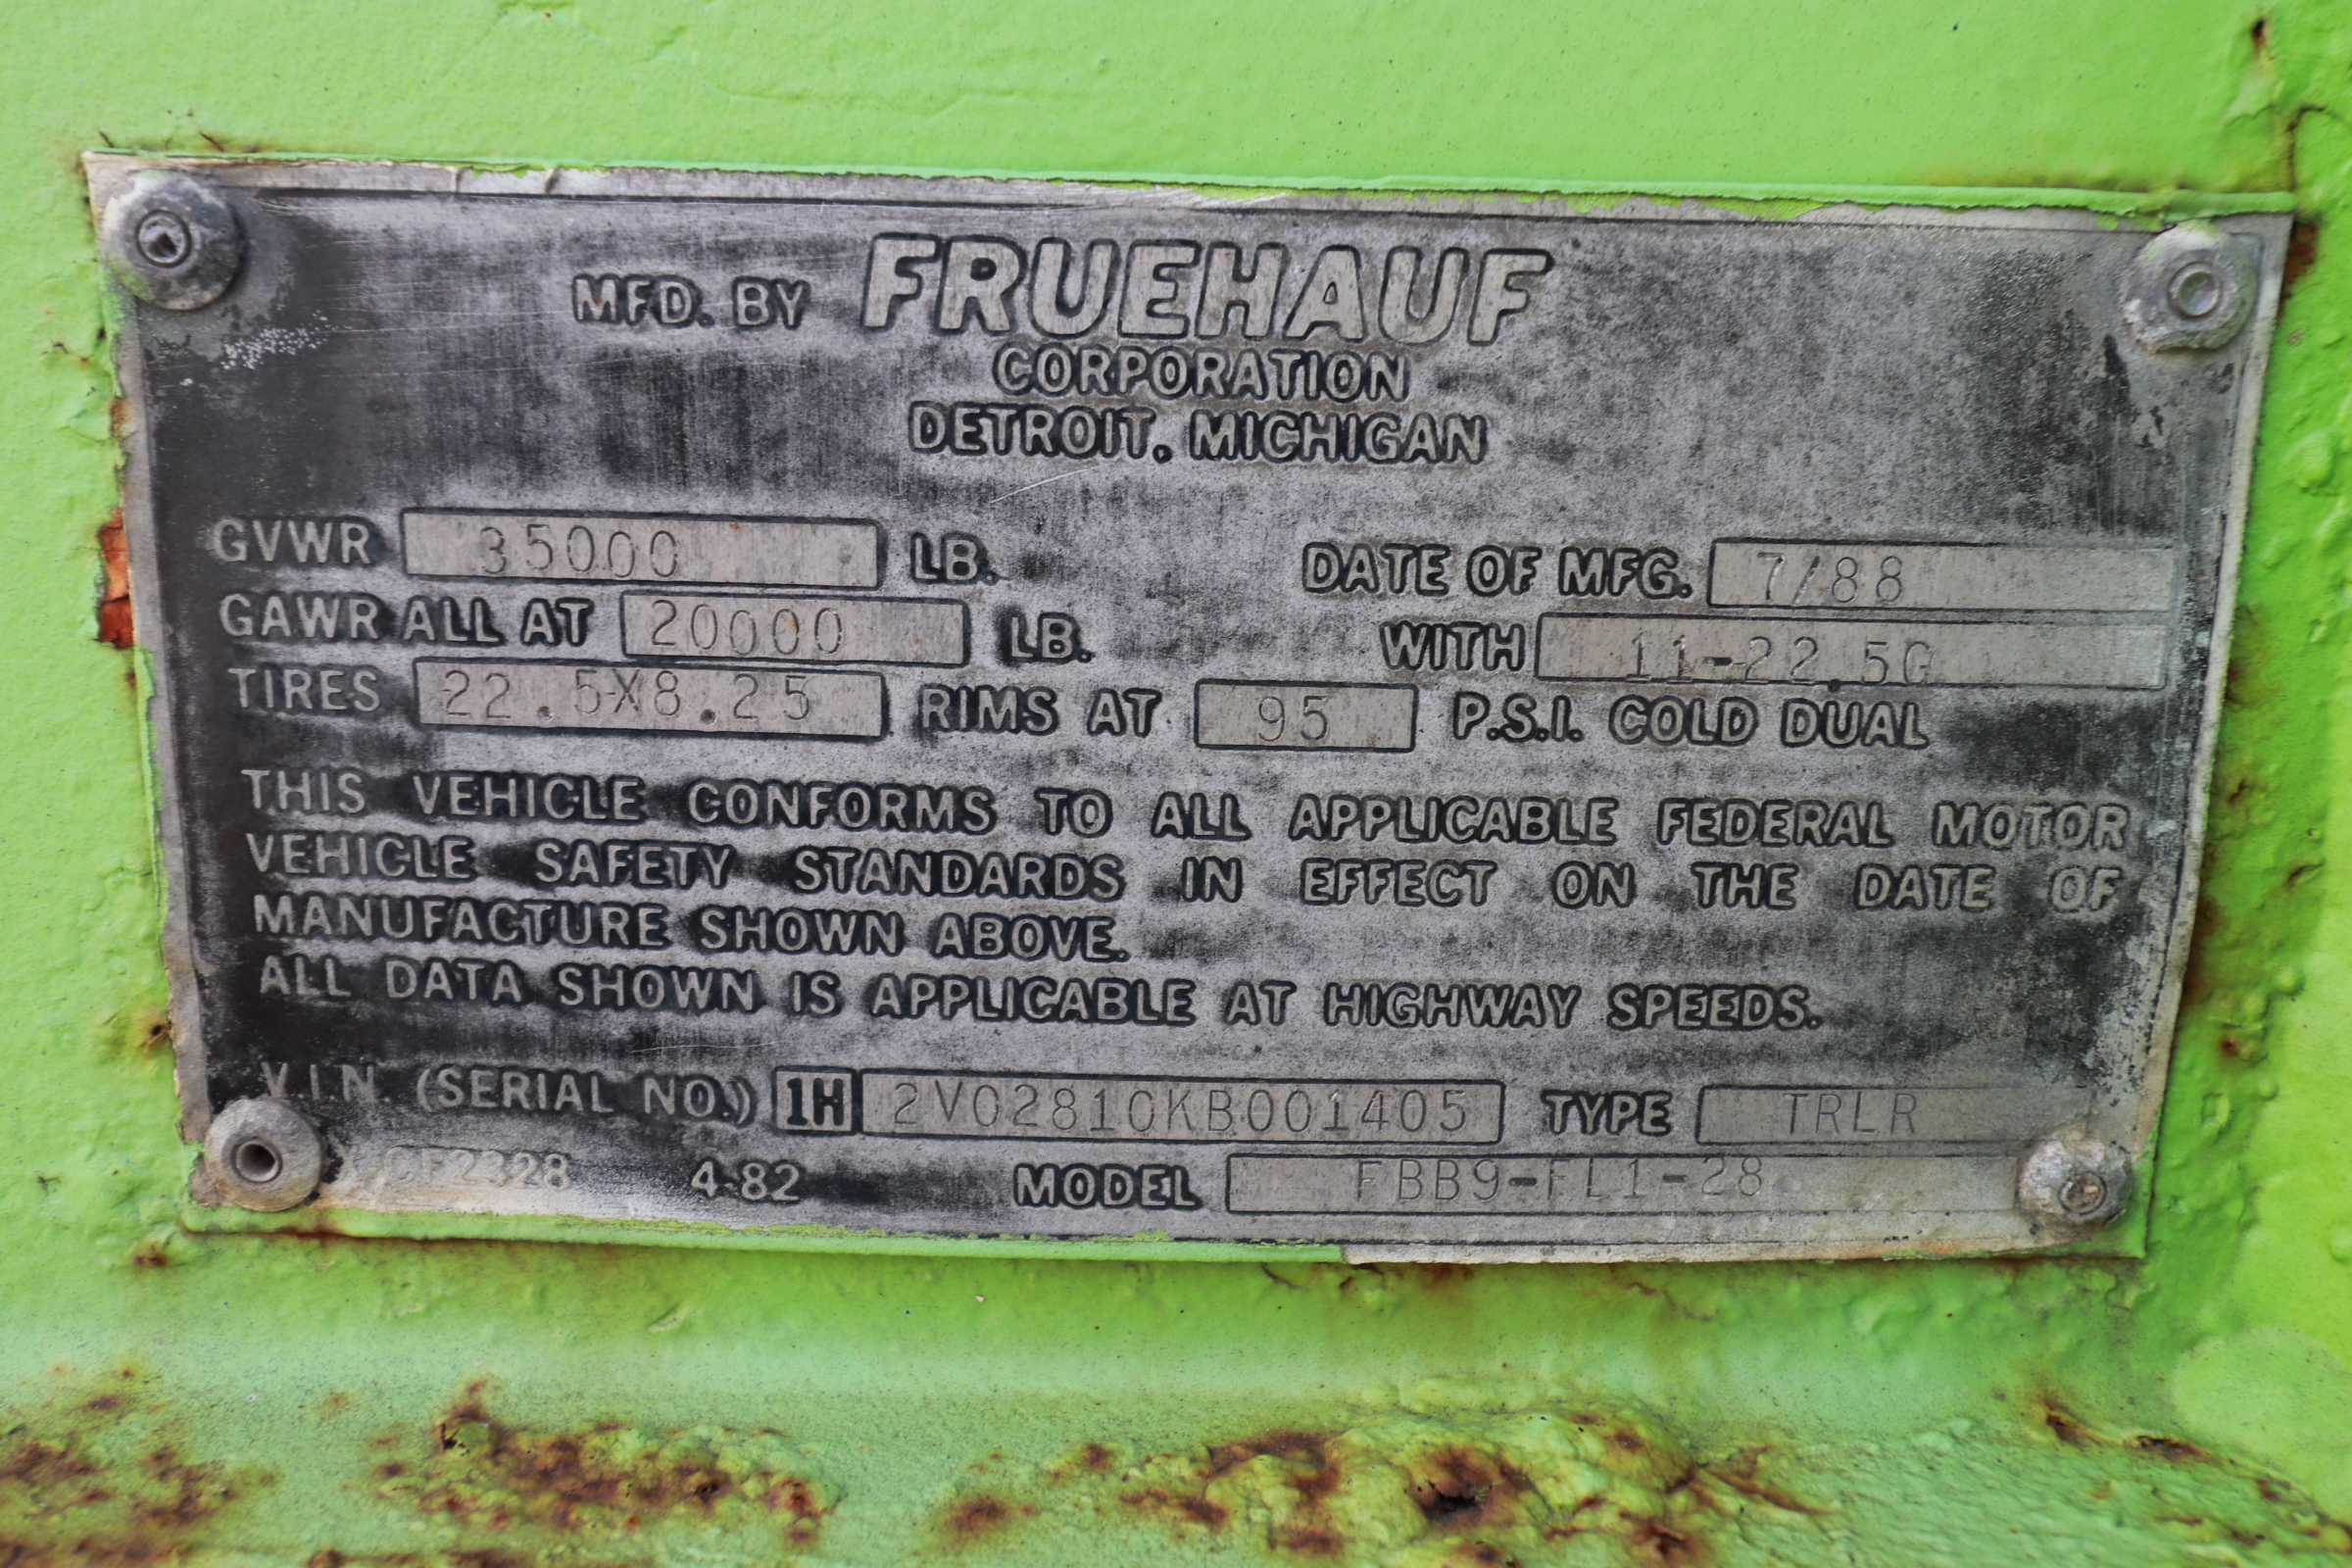 MFD. BY FRUEHAUF
CORPORATION
DETROIT, MICHIGAN
GVWR 35000 LB. DATE OF MFG. 7/88
GAWR ALL AT 20000 LB. WITH 11-22.5G
TIRES 22.5X8.25 RIMS AT 95 P.S.I. COLD DUAL
THIS VEHICLE CONFORMS TO ALL APPLICABLE FEDERAL MOTOR
VEHICLE SAFETY STANDARDS IN EFFECT ON THE DATE OF
MANUFACTURE SHOWN ABOVE.
ALL DATA SHOWN IS APPLICABLE AT HIGHWAY SPEEDS.
V.I.N. (SERIAL NO.) 1H 2V02810KB001405 TYPE TRLR
4-82 MODEL FBB9-FL1-28